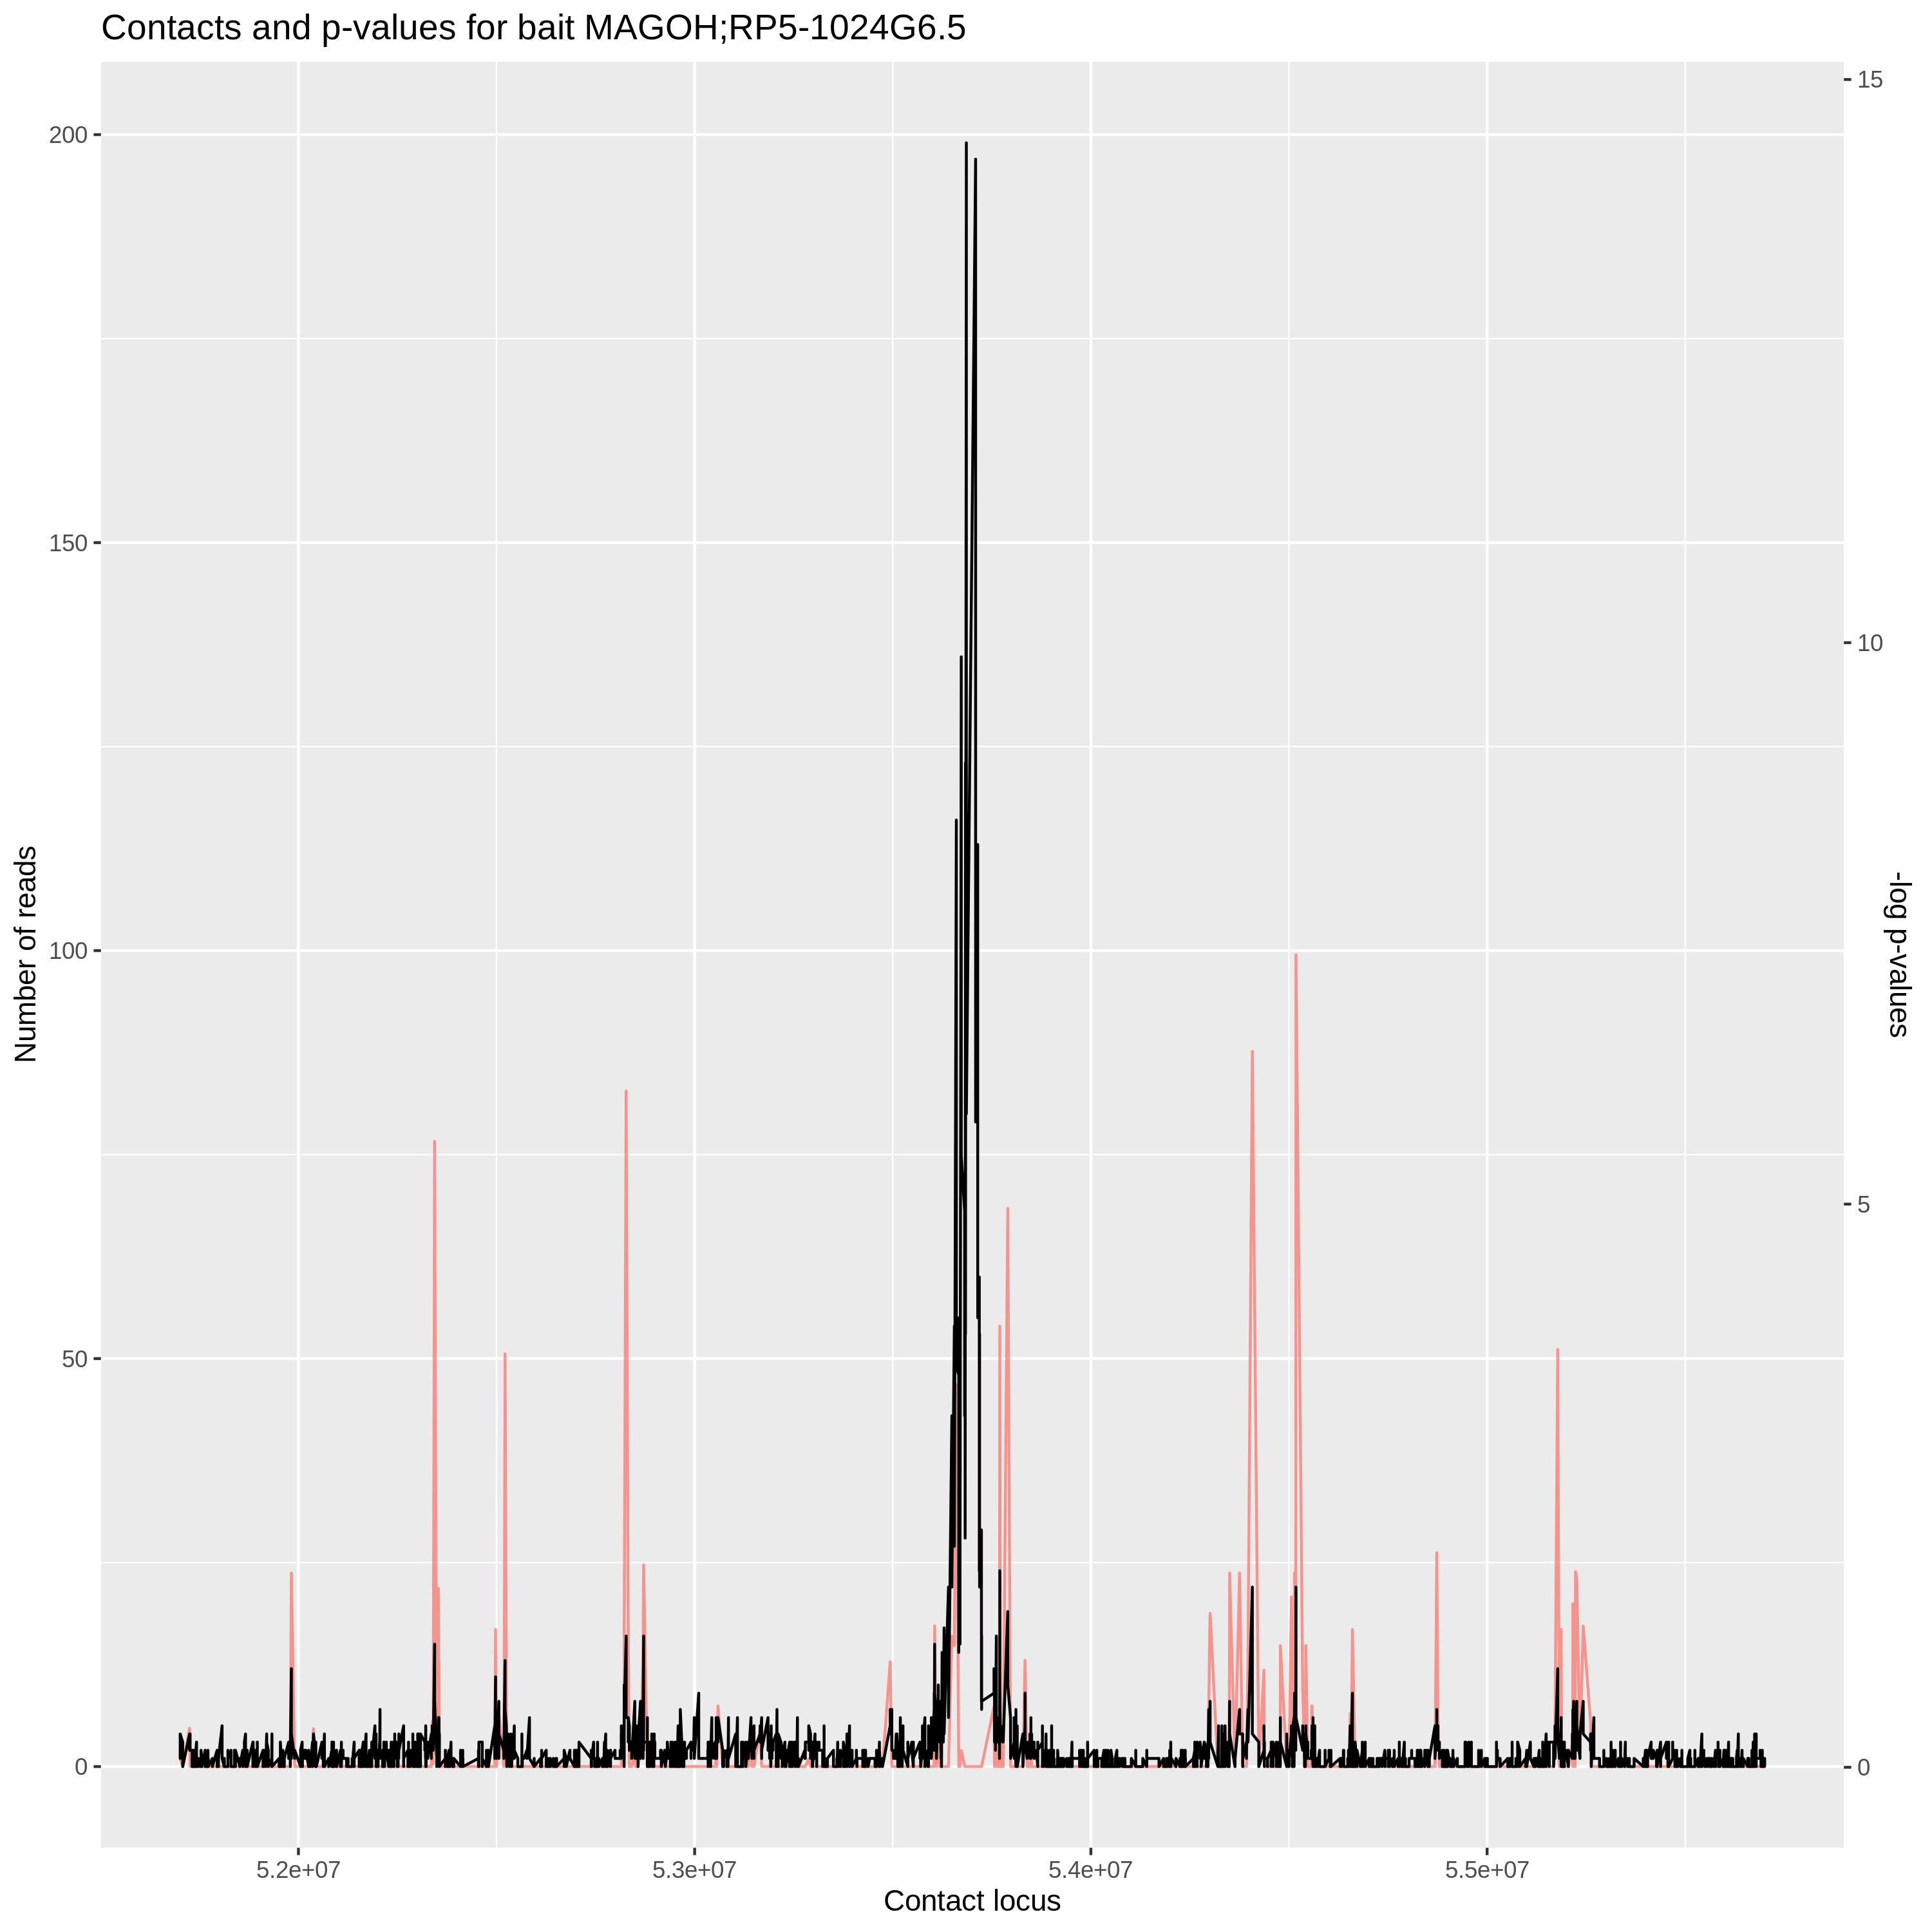 Contacts and p-values for bait MAGOH;RP5-1024G6.5
Number of reads
200
150
100
50
0
15
10
5
0
-log p-values
5.2e+07 5.3e+07 5.4e+07 5.5e+07
Contact locus